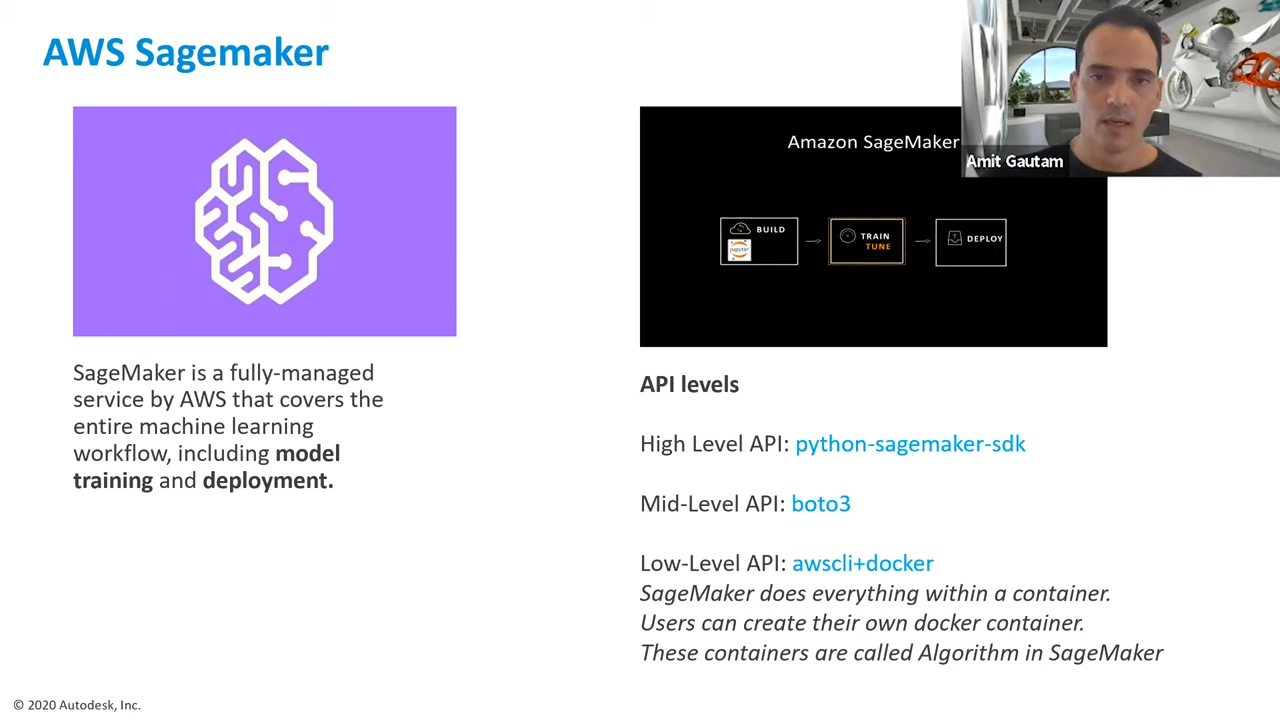 AWS Sagemaker
Amazon SageMaker
Amit Gautam
BUILD
jupyter
TRAIN
TUNE
DEPLOY
SageMaker is a fully-managed
service by AWS that covers the
entire machine learning
workflow, including model
training and deployment.
API levels
High Level API: python-sagemaker-sdk
Mid-Level API: boto3
Low-Level API: awscli+docker
SageMaker does everything within a container.
Users can create their own docker container.
These containers are called Algorithm in SageMaker
© 2020 Autodesk, Inc.